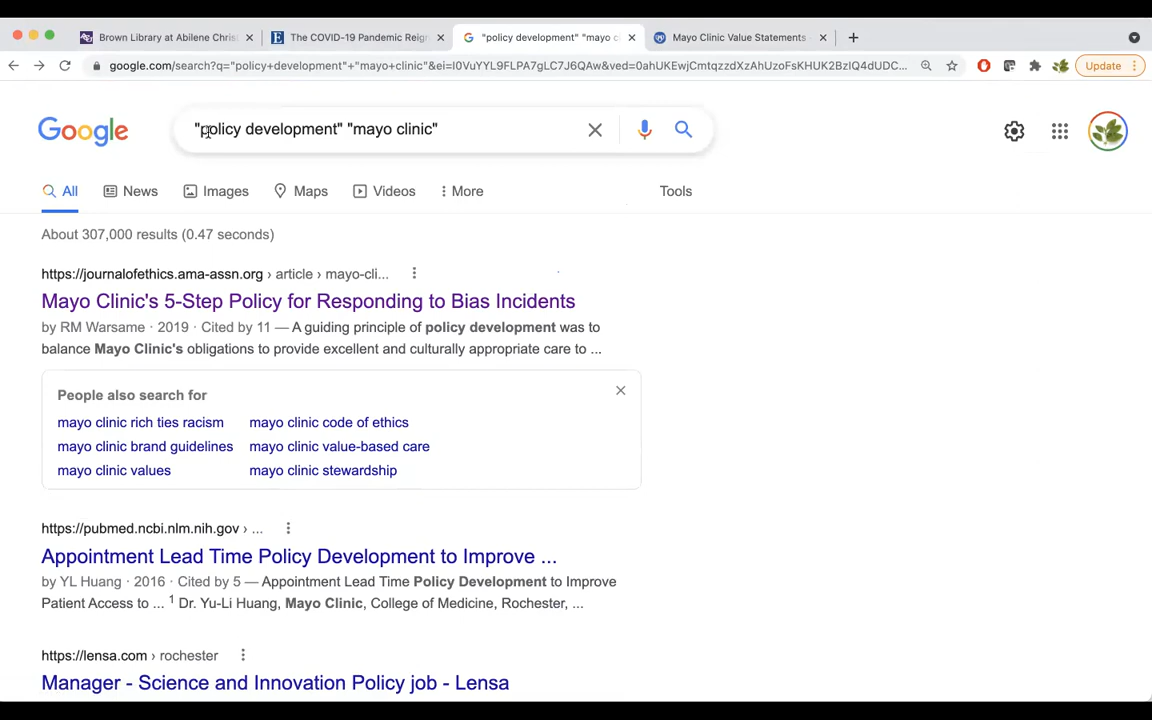 Brown Library at Abilene Chris
The COVID-19 Pandemic Reign
"policy development" "mayo c
Mayo Clinic Value Statements
google.com/search?q="policy+development"+"mayo+clinic"&ei=I0VuYYL9FLPA7gLC7J6QAw&ved=0ahUKEwjCmtqzzdXzAhUzoFsKHUK2BzIQ4dUDC...
Update
Google
"policy development" "mayo clinic"
All
News
Images
Maps
Videos
More
Tools
About 307,000 results (0.47 seconds)
https://journalofethics.ama-assn.org › article › mayo-cli...
Mayo Clinic's 5-Step Policy for Responding to Bias Incidents
by RM Warsame · 2019 · Cited by 11 — A guiding principle of policy development was to
balance Mayo Clinic's obligations to provide excellent and culturally appropriate care to ...
People also search for
mayo clinic rich ties racism
mayo clinic code of ethics
mayo clinic brand guidelines
mayo clinic value-based care
mayo clinic values
mayo clinic stewardship
https://pubmed.ncbi.nlm.nih.gov › ...
Appointment Lead Time Policy Development to Improve ...
by YL Huang · 2016 · Cited by 5 — Appointment Lead Time Policy Development to Improve
Patient Access to ... 1 Dr. Yu-Li Huang, Mayo Clinic, College of Medicine, Rochester, ...
https://lensa.com › rochester
Manager - Science and Innovation Policy job - Lensa